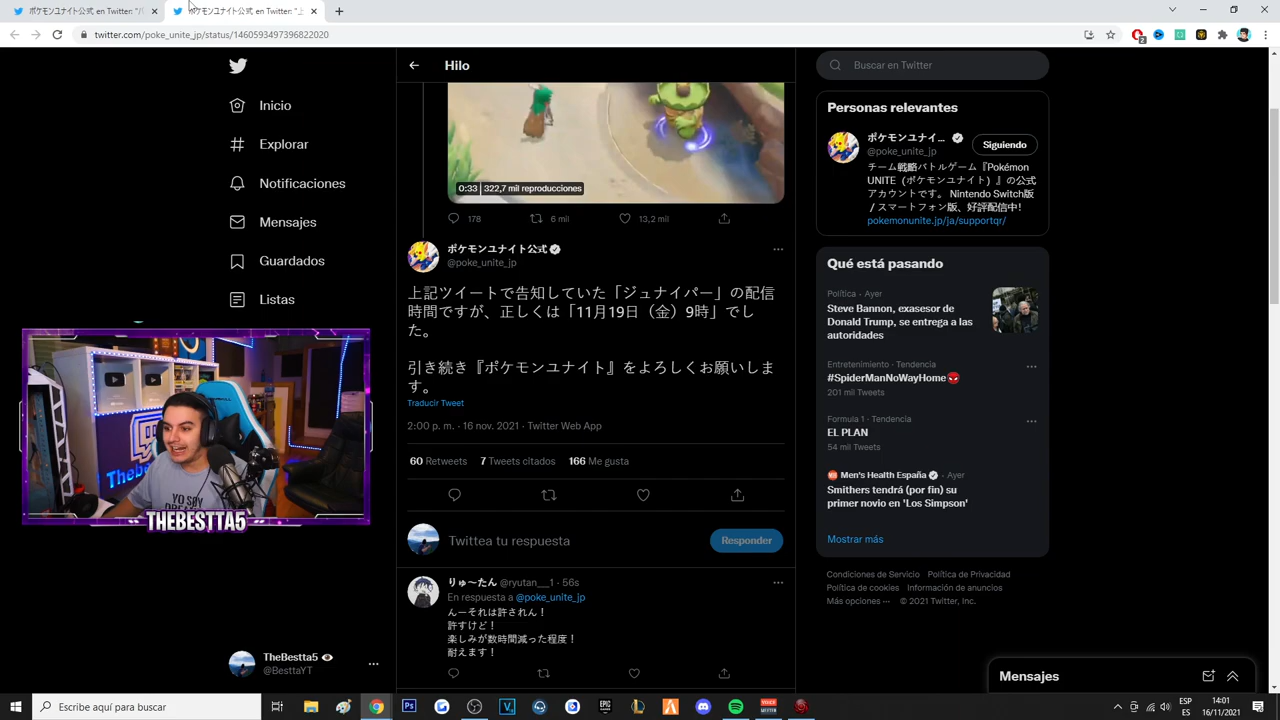 ポケモンユナイト公式 en Twitter: "バ
ポケモンユナイト公式 en Twitter: "上
twitter.com/poke_unite_jp/status/1460593497396822020
2
Inicio
Explorar
Notificaciones
Mensajes
Guardados
Listas
THEBESTTA5
TheBestta5
@BesttaYT
Hilo
0:33 | 322,7 mil reproducciones
178
6 mil
13,2 mil
ポケモンユナイト公式
@poke_unite_jp
上記ツイートで告知していた「ジュナイパー」の配信
時間ですが、正しくは「11月19日（金）9時」でし
た。
引き続き『ポケモンユナイト』をよろしくお願いしま
す。
Traducir Tweet
2:00 p. m. · 16 nov. 2021 · Twitter Web App
60 Retweets 7 Tweets citados 166 Me gusta
Twittea tu respuesta
Responder
りゅ〜たん @ryutan__1 · 56s
En respuesta a @poke_unite_jp
んーそれは許されん！
許すけど！
楽しみが数時間減った程度！
耐えます！
Buscar en Twitter
Personas relevantes
ポケモンユナイ...
@poke_unite_jp
Siguiendo
チーム戦略バトルゲーム『Pokémon
UNITE（ポケモンユナイト）』の公式
アカウントです。 Nintendo Switch版
／スマートフォン版、好評配信中！
pokemonunite.jp/ja/supportqr/
Qué está pasando
Política · Ayer
Steve Bannon, exasesor de
Donald Trump, se entrega a las
autoridades
Entretenimiento · Tendencia
#SpiderManNoWayHome
201 mil Tweets
Formula 1 · Tendencia
EL PLAN
54 mil Tweets
Men's Health España · Ayer
Smithers tendrá (por fin) su
primer novio en 'Los Simpson'
Mostrar más
Condiciones de Servicio Política de Privacidad
Política de cookies Información de anuncios
Más opciones ··· © 2021 Twitter, Inc.
Mensajes
Escribe aquí para buscar
ESP
ES
14:01
16/11/2021